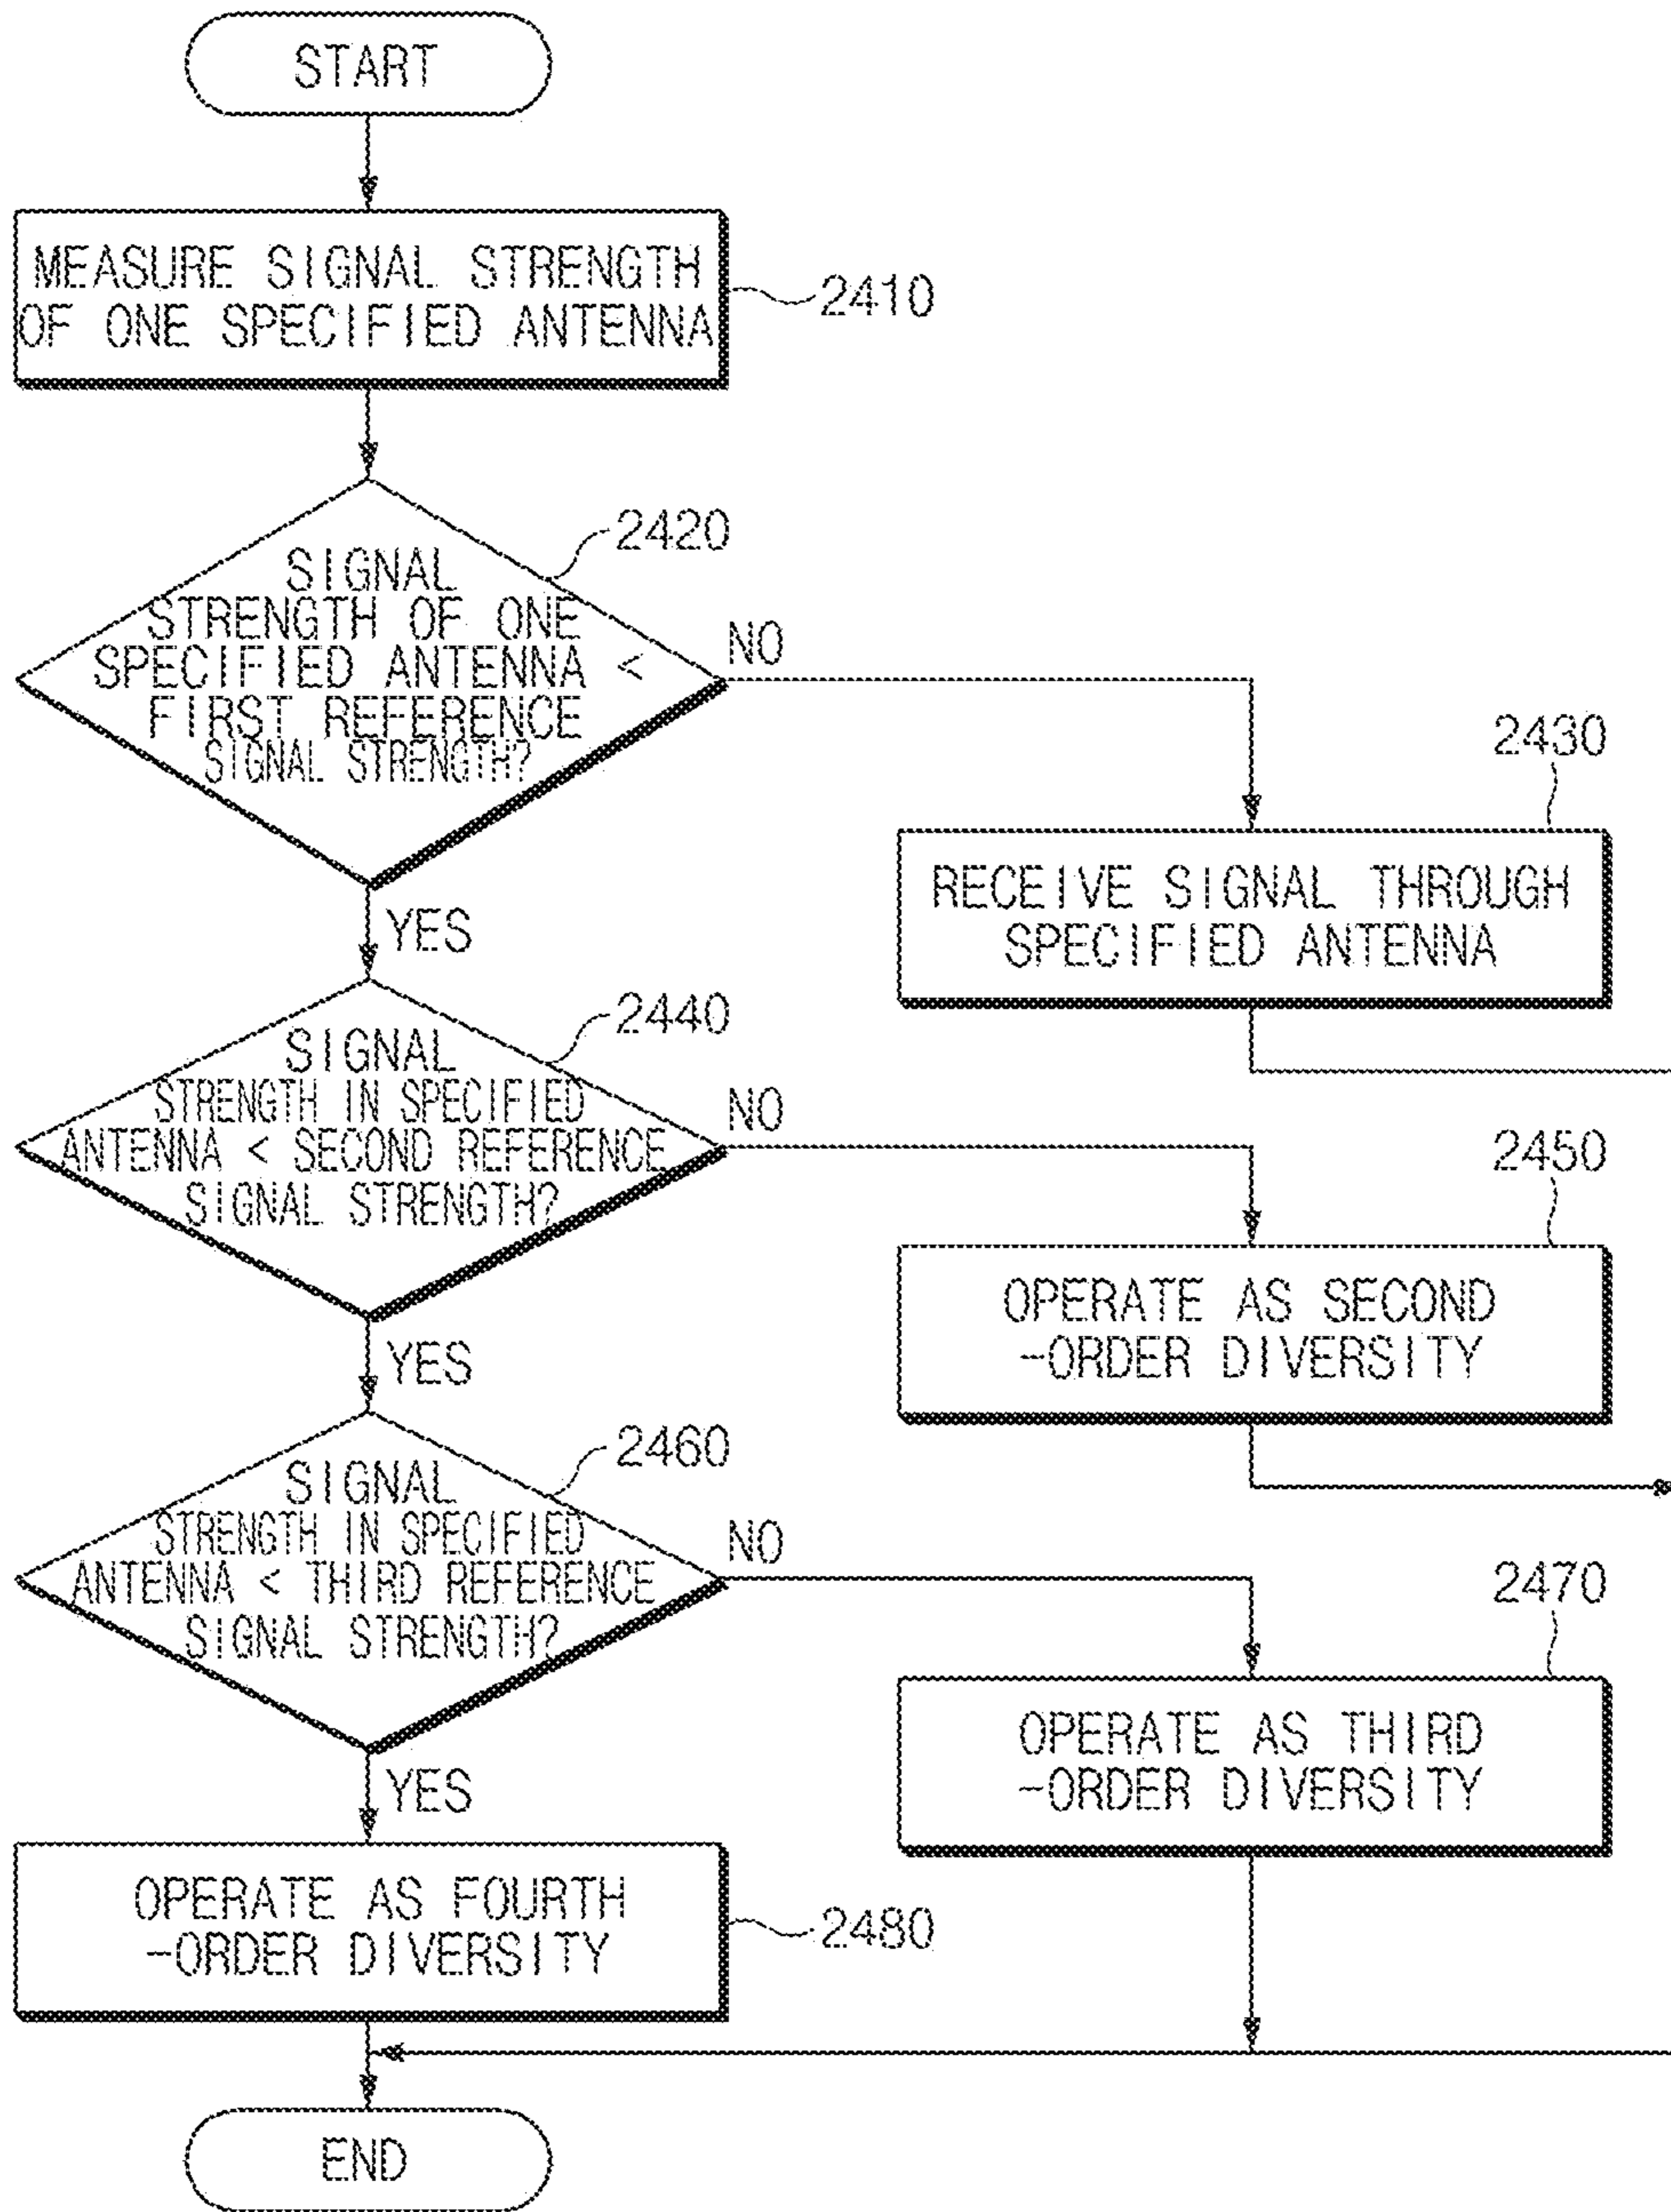 START
MEASURE SIGNAL STRENGTH
OF ONE SPECIFIED ANTENNA
2410
2420
SIGNAL
STRENGTH OF ONE
SPECIFIED ANTENNA <
FIRST REFERENCE
SIGNAL STRENGTH?
NO
YES
2430
RECEIVE SIGNAL THROUGH
SPECIFIED ANTENNA
2440
SIGNAL
STRENGTH IN SPECIFIED
ANTENNA < SECOND REFERENCE
SIGNAL STRENGTH?
NO
YES
2450
OPERATE AS SECOND
-ORDER DIVERSITY
2460
SIGNAL
STRENGTH IN SPECIFIED
ANTENNA < THIRD REFERENCE
SIGNAL STRENGTH?
NO
YES
2470
OPERATE AS THIRD
-ORDER DIVERSITY
OPERATE AS FOURTH
-ORDER DIVERSITY
2480
END